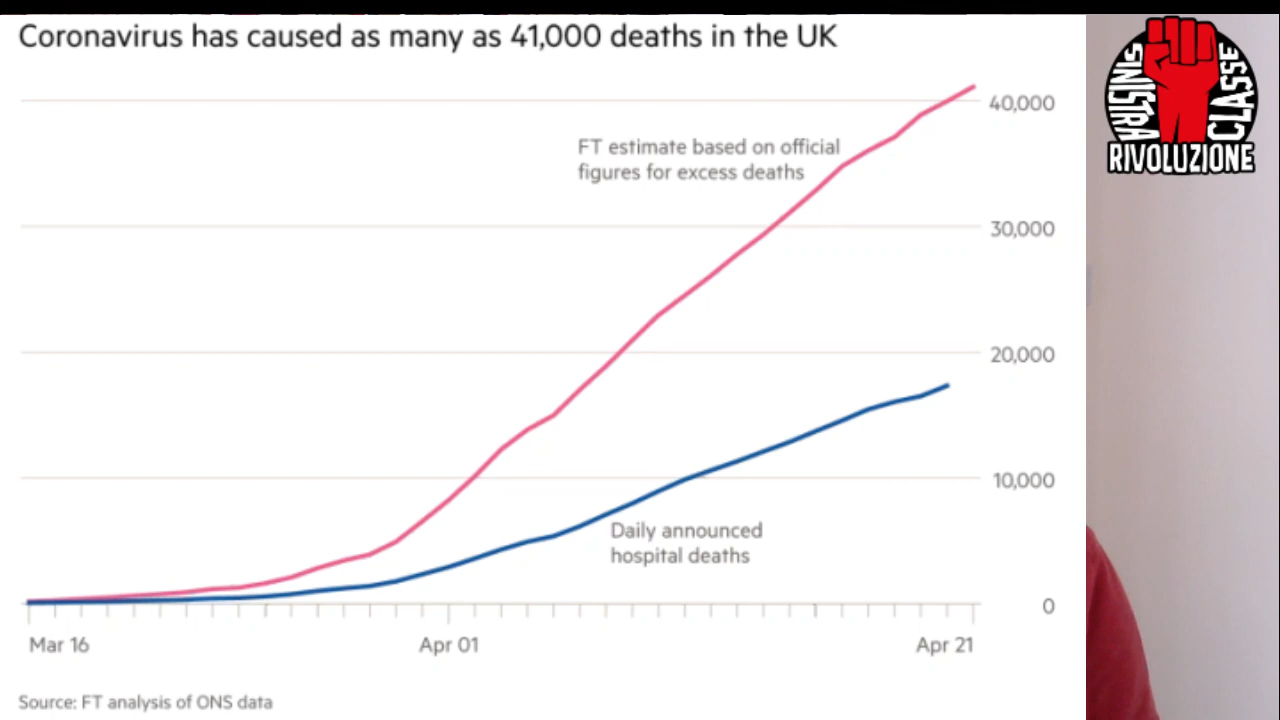 Coronavirus has caused as many as 41,000 deaths in the UK
40,000
FT estimate based on official
figures for excess deaths
30,000
20,000
10,000
Daily announced
hospital deaths
0
Mar 16
Apr 01
Apr 21
Source: FT analysis of ONS data
SINISTRA
CLASSE
RIVOLUZIONE